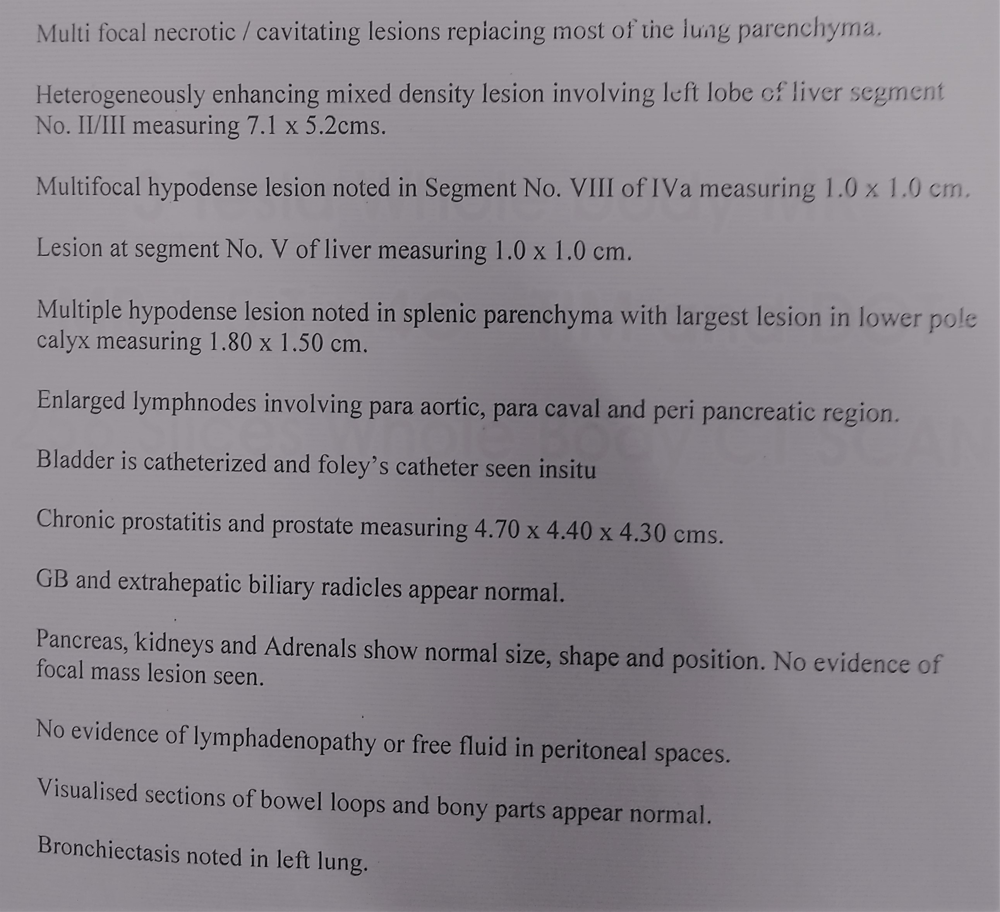 Multi focal necrotic / cavitating lesions replacing most of the lung parenchyma.
Heterogeneously enhancing mixed density lesion involving left lobe of liver segment
No. II/III measuring 7.1 x 5.2cms.
Multifocal hypodense lesion noted in Segment No. VIII of IVa measuring 1.0 x 1.0 cm.
Lesion at segment No. V of liver measuring 1.0 x 1.0 cm.
Multiple hypodense lesion noted in splenic parenchyma with largest lesion in lower pole
calyx measuring 1.80 x 1.50 cm.
Enlarged lymphnodes involving para aortic, para caval and peri pancreatic region.
Bladder is catheterized and foley’s catheter seen insitu
Chronic prostatitis and prostate measuring 4.70 x 4.40 x 4.30 cms.
GB and extrahepatic biliary radicles appear normal.
Pancreas, kidneys and Adrenals show normal size, shape and position. No evidence of
focal mass lesion seen.
No evidence of lymphadenopathy or free fluid in peritoneal spaces.
Visualised sections of bowel loops and bony parts appear normal.
Bronchiectasis noted in left lung.